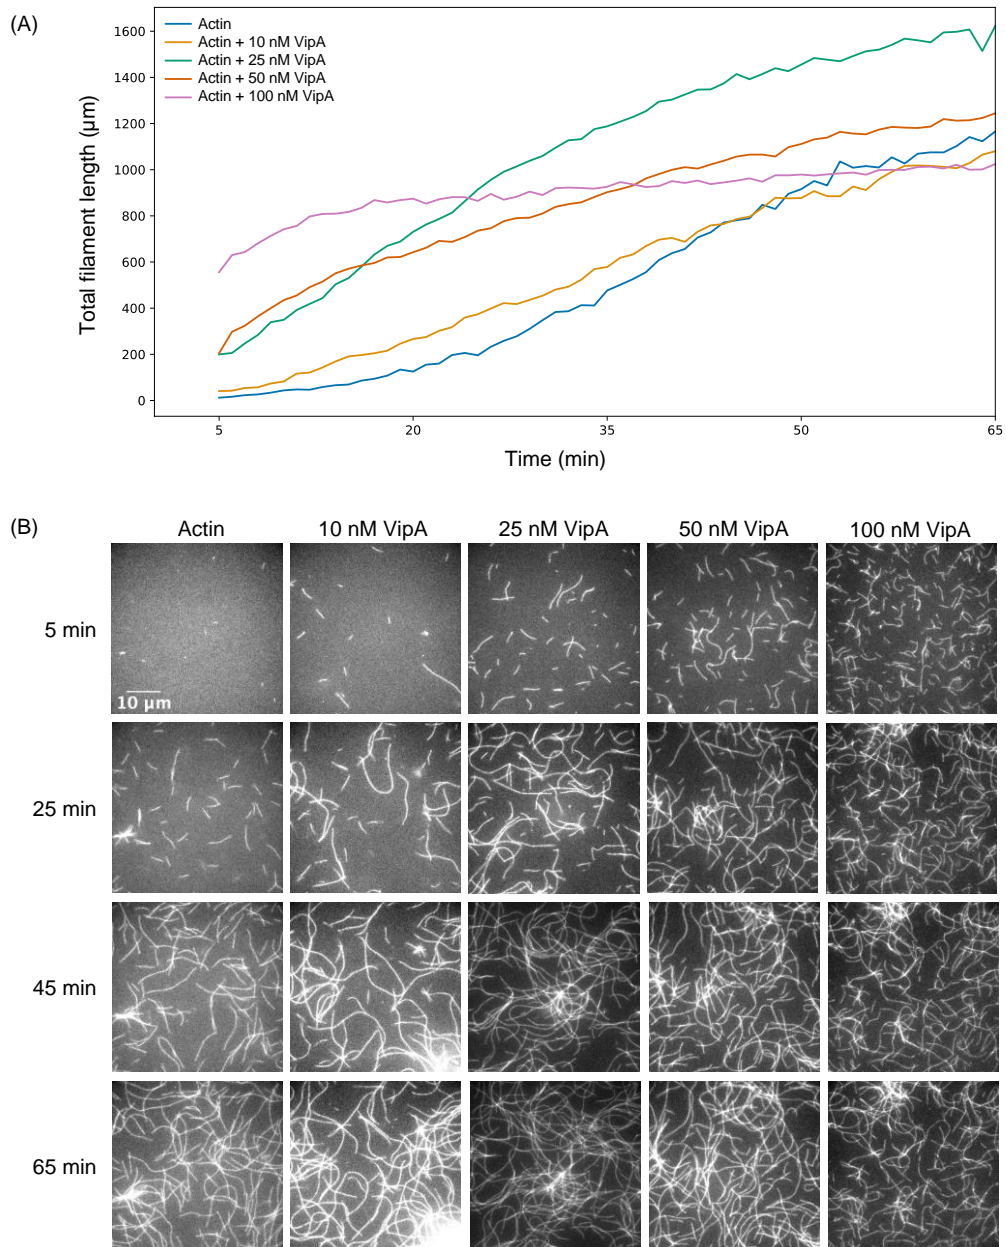 (A)
Actin
Actin + 10 nM VipA
Actin + 25 nM VipA
Actin + 50 nM VipA
Actin + 100 nM VipA
1600
1400
1200
1000
800
600
400
200
0
Total filament length (μm)
5 20 35 50 65
Time (min)
(B)
Actin 10 nM VipA 25 nM VipA 50 nM VipA 100 nM VipA
5 min
10 μm
25 min
45 min
65 min